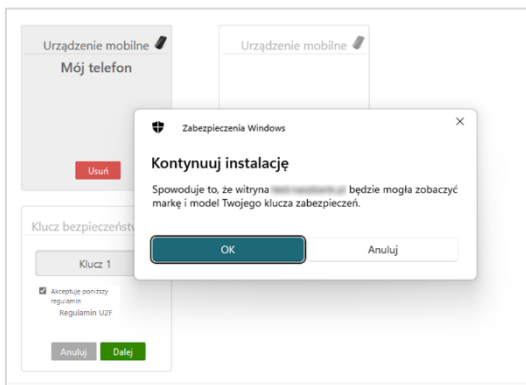 Urządzenie mobilne
Mój telefon
Usuń
Urządzenie mobilne
Zabezpieczenia Windows
Kontynuuj instalację
Spowoduje to, że witryna będzie mogła zobaczyć
markę i model Twojego klucza zabezpieczeń.
OK
Anuluj
Klucz bezpieczeństw
Klucz 1
Akceptuję poniższy
regulamin
Regulamin U2F
Anuluj
Dalej